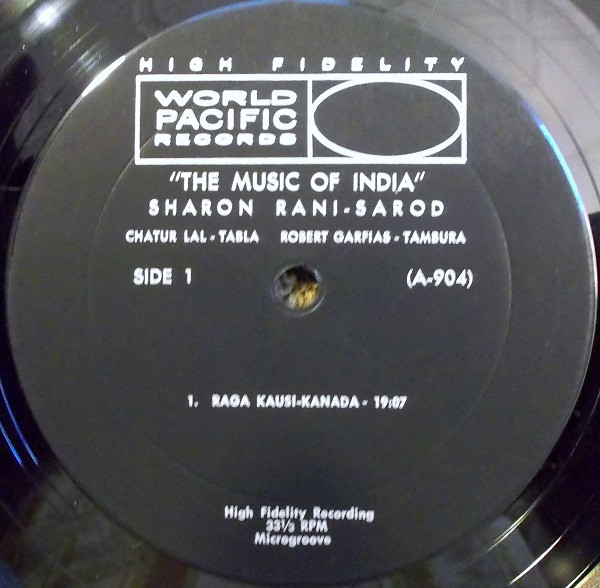 HIGH FIDELITY
WORLD
PACIFIC
RECORDS
"THE MUSIC OF INDIA"
SHARON RANI-SAROD
CHATUR LAL - TABLA ROBERT GARFIAS - TAMBURA
SIDE 1 (A-904)
1. RAGA KAUSI-KANADA - 19:07
High Fidelity Recording
33⅓ RPM
Microgroove